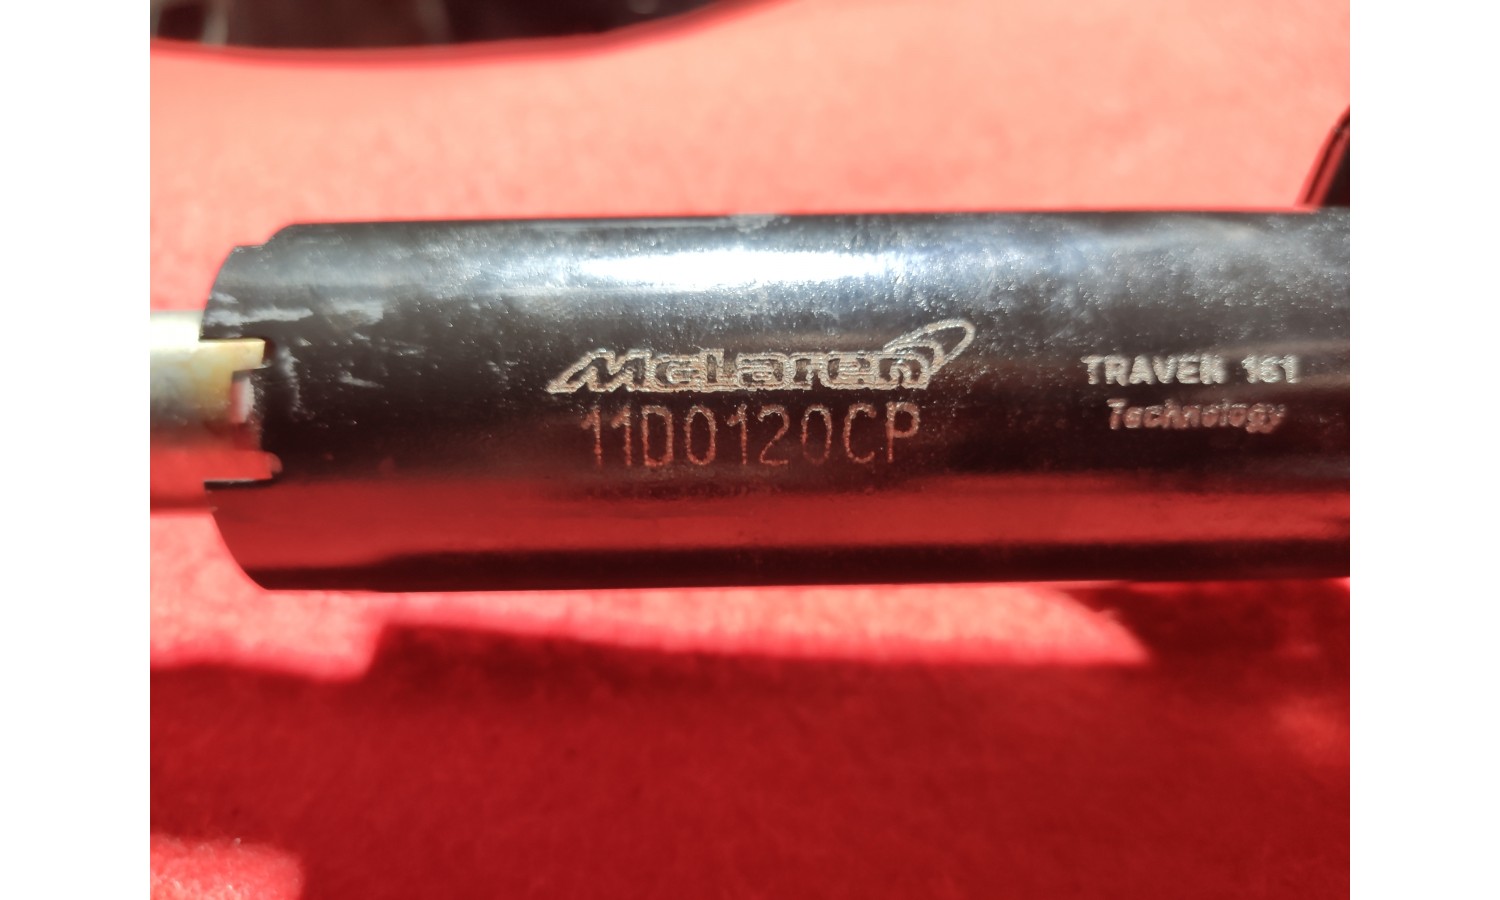 McLaren
11D0120CP
TRAVEN 161
Technology